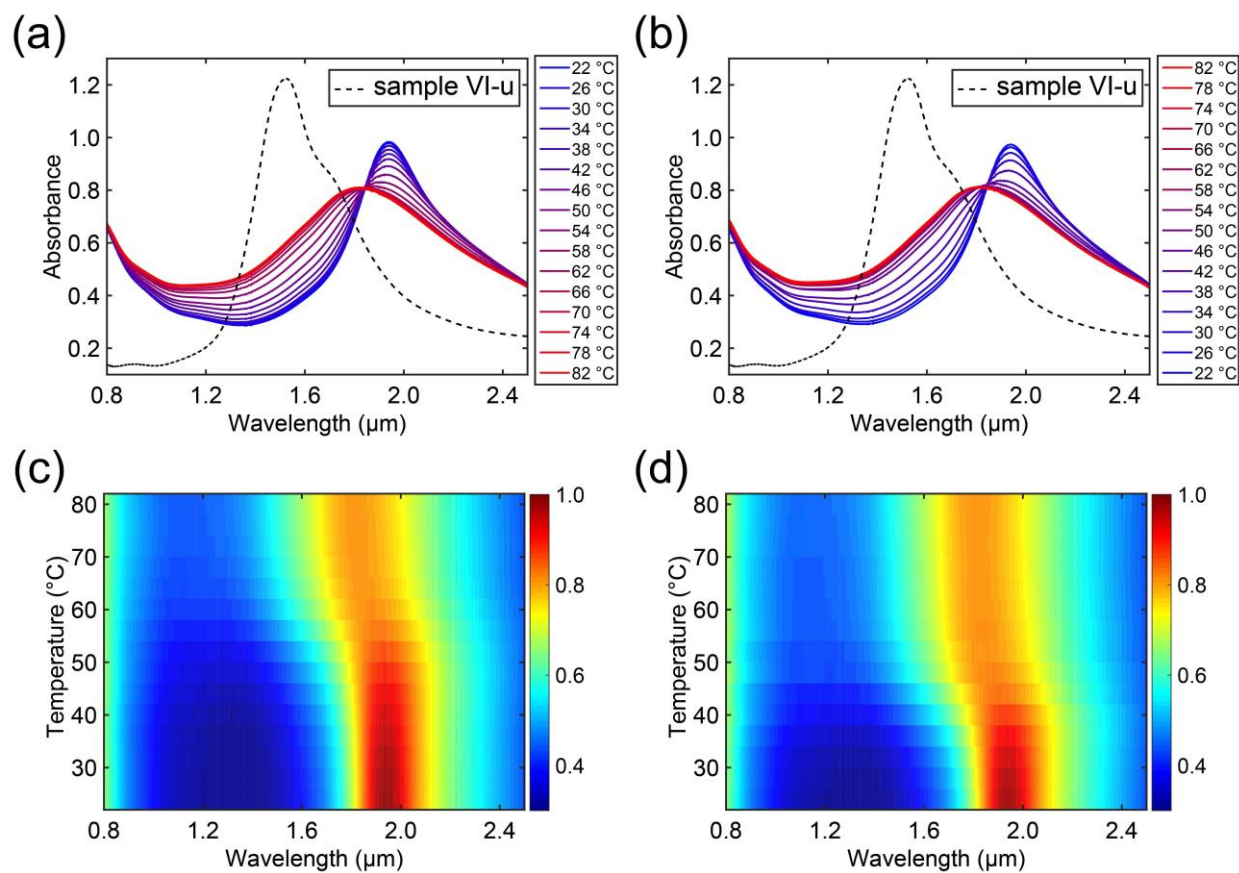 (a)
Absorbance
1.2
1.0
0.8
0.6
0.4
0.2
0.8 1.2 1.6 2.0 2.4
Wavelength (μm)
sample VI-u
22 °C
26 °C
30 °C
34 °C
38 °C
42 °C
46 °C
50 °C
54 °C
58 °C
62 °C
66 °C
70 °C
74 °C
78 °C
82 °C
(b)
Absorbance
1.2
1.0
0.8
0.6
0.4
0.2
0.8 1.2 1.6 2.0 2.4
Wavelength (μm)
sample VI-u
82 °C
78 °C
74 °C
70 °C
66 °C
62 °C
58 °C
54 °C
50 °C
46 °C
42 °C
38 °C
34 °C
30 °C
26 °C
22 °C
(c)
Temperature (°C)
80
70
60
50
40
30
0.8 1.2 1.6 2.0 2.4
Wavelength (μm)
1.0
0.8
0.6
0.4
(d)
Temperature (°C)
80
70
60
50
40
30
0.8 1.2 1.6 2.0 2.4
Wavelength (μm)
1.0
0.8
0.6
0.4